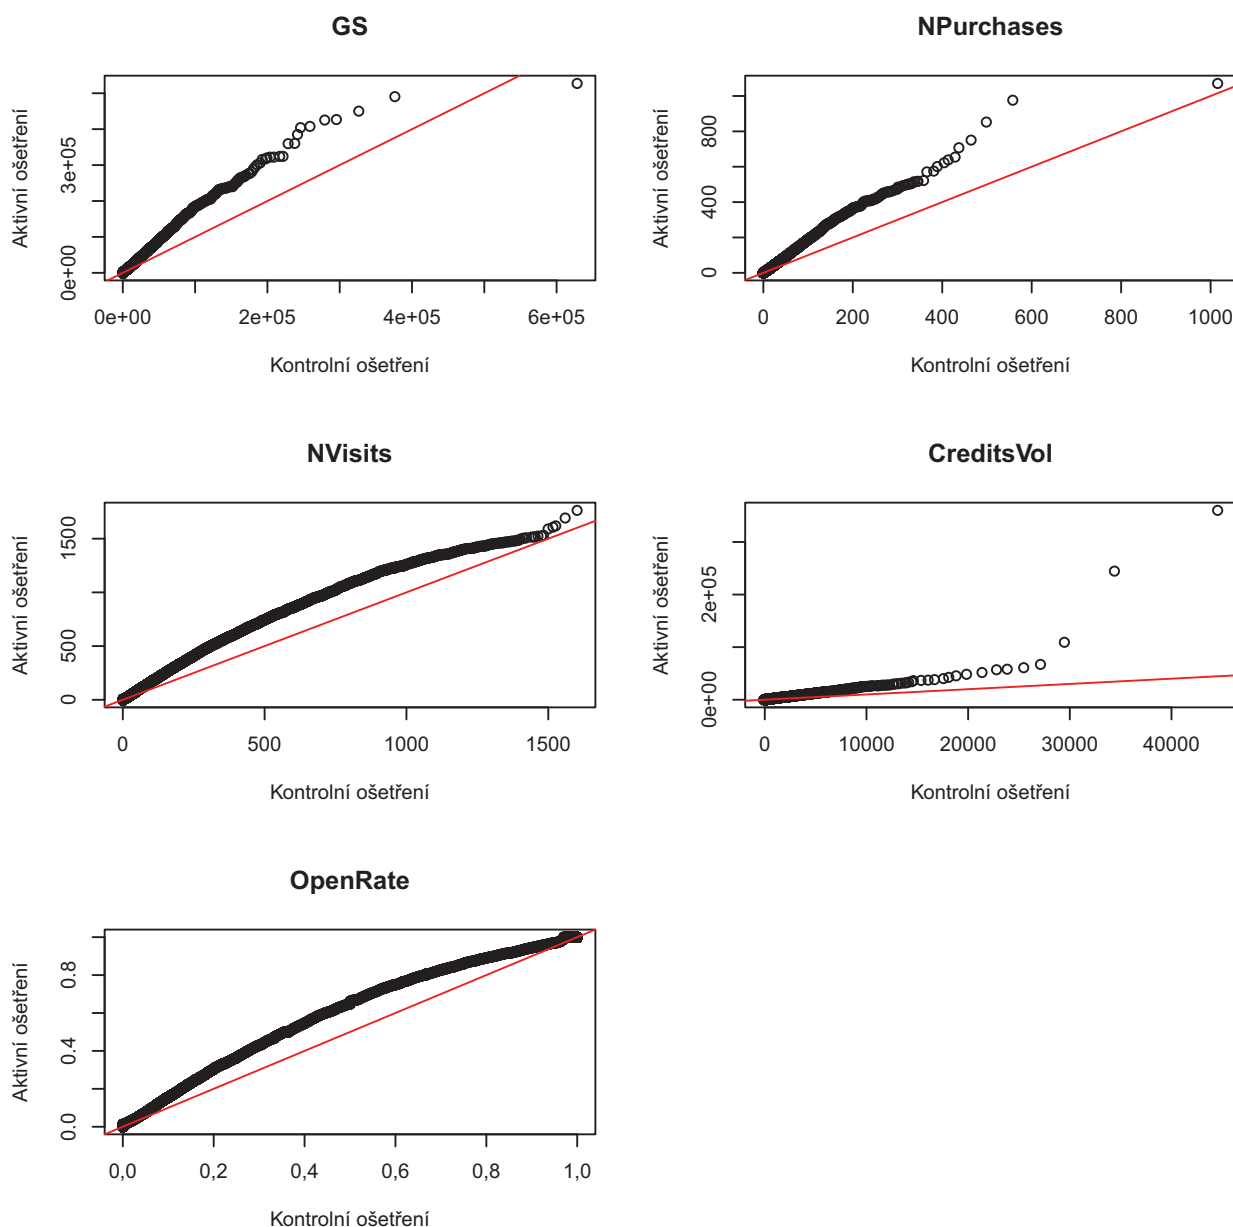 GS
Aktivní ošetření
0e+00 3e+05
0e+00 2e+05 4e+05 6e+05
Kontrolní ošetření
NPurchases
Aktivní ošetření
0 400 800
0 200 400 600 800 1000
Kontrolní ošetření
NVisits
Aktivní ošetření
0 500 1500
0 500 1000 1500
Kontrolní ošetření
CreditsVol
Aktivní ošetření
0e+00 2e+05
0 10000 20000 30000 40000
Kontrolní ošetření
OpenRate
Aktivní ošetření
0.0 0.4 0.8
0,0 0,2 0,4 0,6 0,8 1,0
Kontrolní ošetření